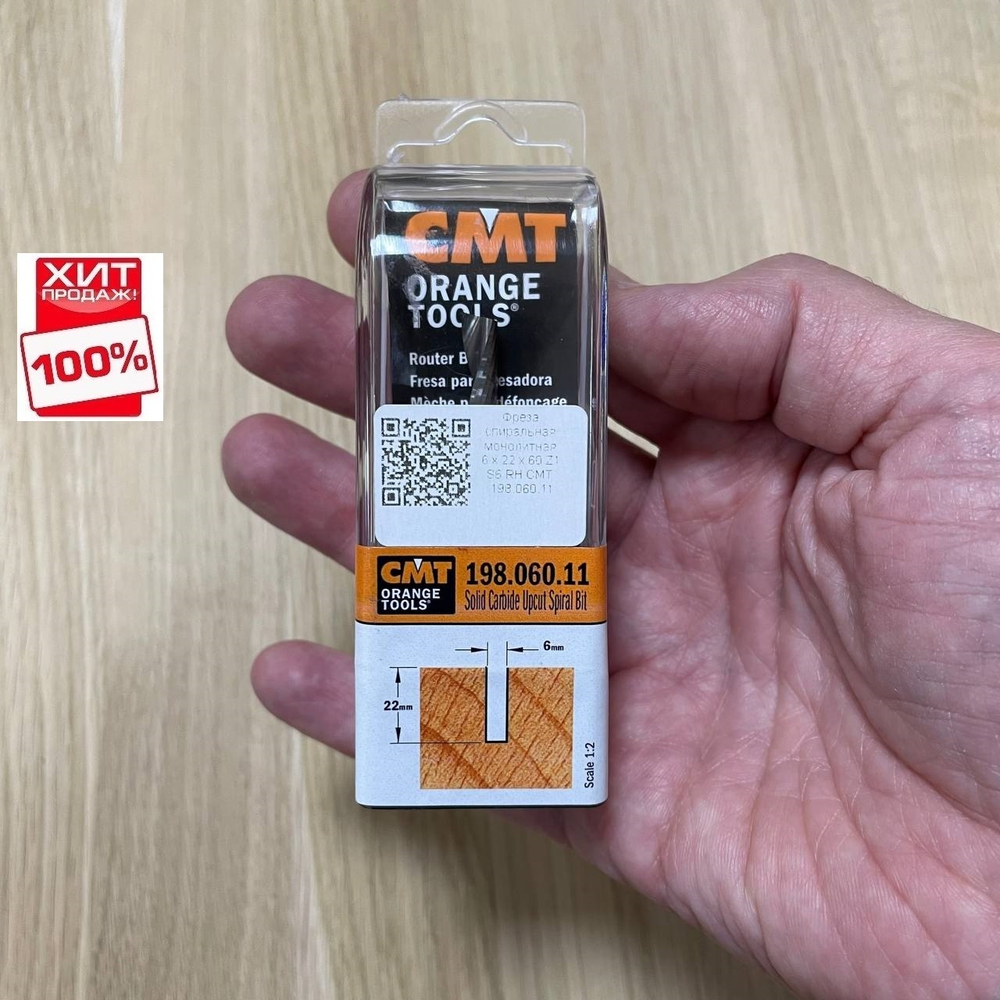 ХИТ
ПРОДАЖ!
100%
CMT
ORANGE
TOOLS®
Router B
Fresa par esadora
Mèche p défonçage
Фреза
спиральная
монолитная
6 x 22 x 60 Z1
S6 RH CMT
198.060.11
CMT
ORANGE
TOOLS®
198.060.11
Solid Carbide Upcut Spiral Bit
6mm
22mm
Scale 1:2